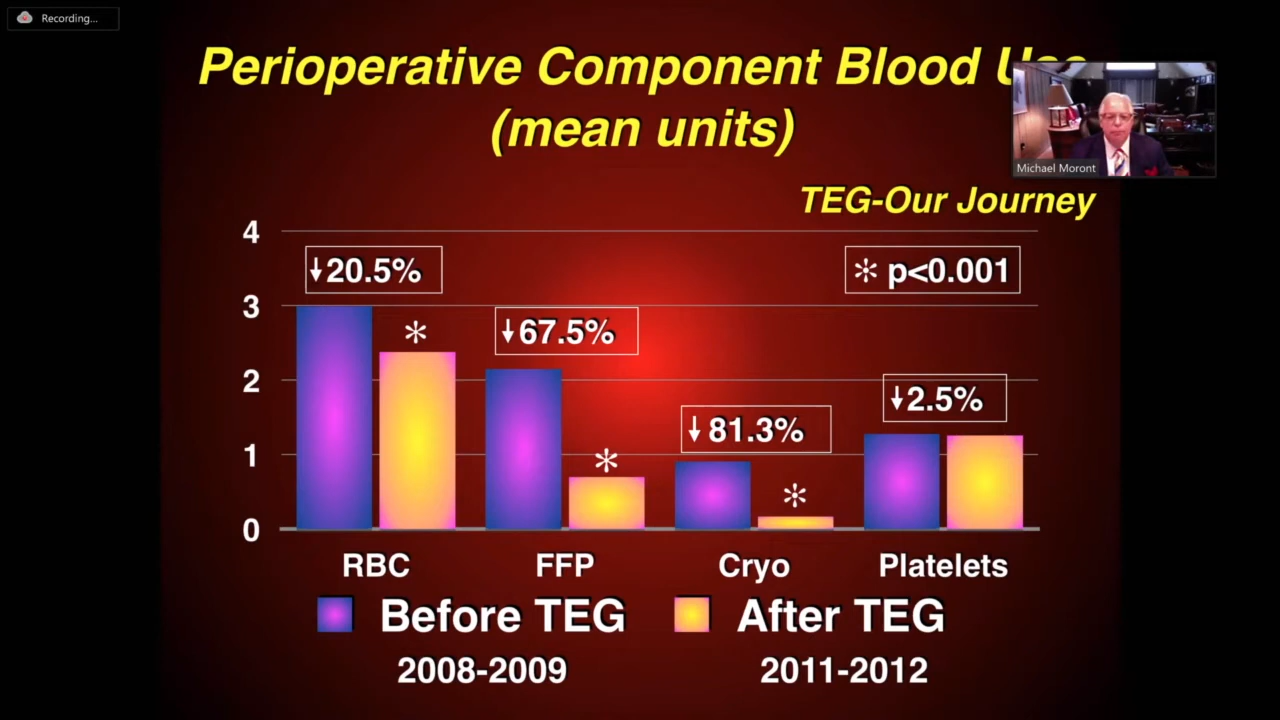 Recording...
Perioperative Component Blood
(mean units)
Michael Moront
TEG-Our Journey
4
3
2
1
0
↓20.5%
↓67.5%
↓81.3%
↓2.5%
* p<0.001
*
*
*
RBC
FFP
Cryo
Platelets
Before TEG
After TEG
2008-2009
2011-2012